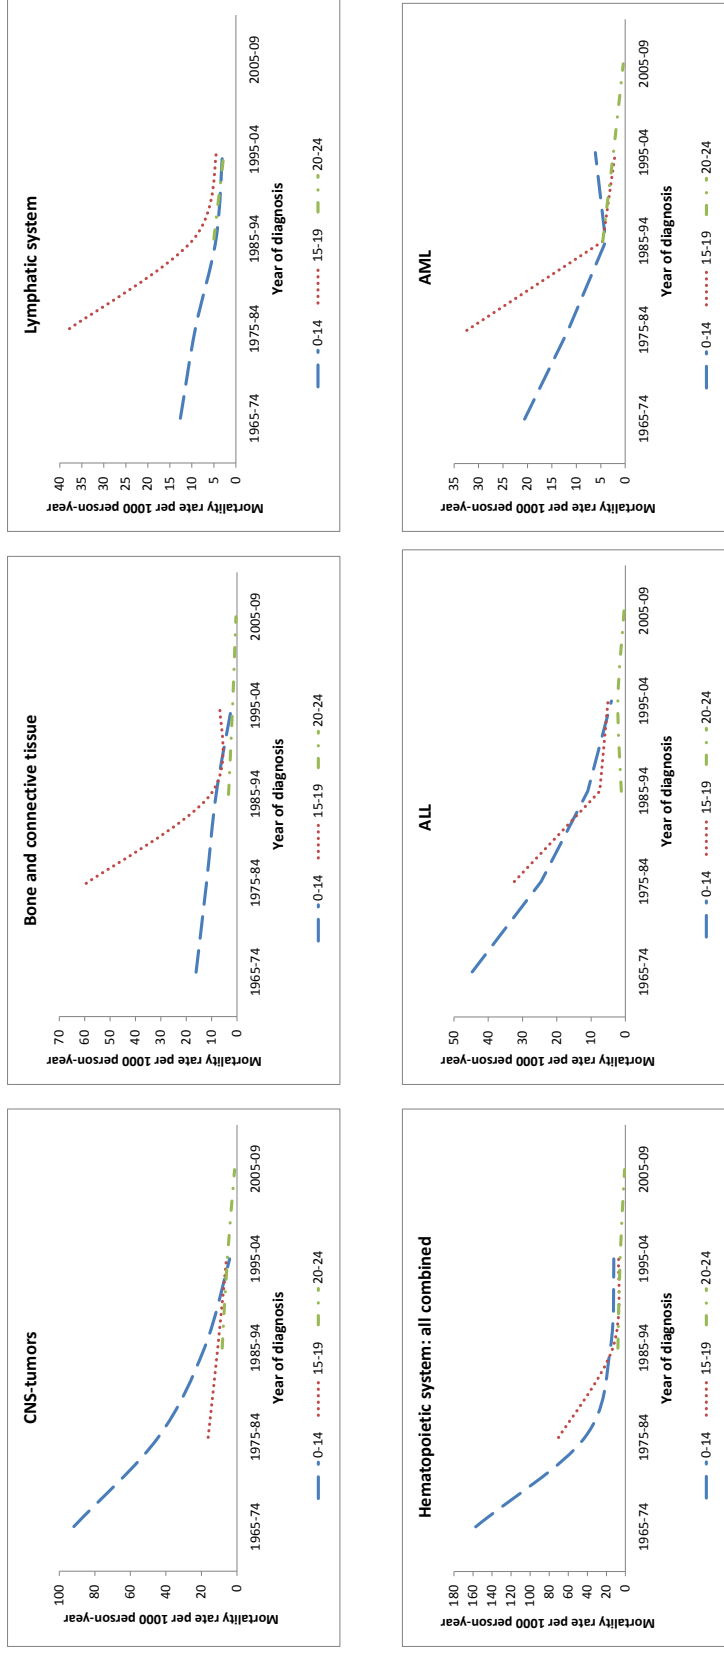 CNS-tumors
Mortality rate per 1000 person-year
100
80
60
40
20
0
1965-74 1975-84 1985-94 1995-04 2005-09
Year of diagnosis
0-14 15-19 20-24
Bone and connective tissue
Mortality rate per 1000 person-year
70
60
50
40
30
20
10
0
1965-74 1975-84 1985-94 1995-04 2005-09
Year of diagnosis
0-14 15-19 20-24
Lymphatic system
Mortality rate per 1000 person-year
40
35
30
25
20
15
10
5
0
1965-74 1975-84 1985-94 1995-04 2005-09
Year of diagnosis
0-14 15-19 20-24
Hematopoietic system: all combined
Mortality rate per 1000 person-year
180
160
140
120
100
80
60
40
20
0
1965-74 1975-84 1985-94 1995-04 2005-09
Year of diagnosis
0-14 15-19 20-24
ALL
Mortality rate per 1000 person-year
50
40
30
20
10
0
1965-74 1975-84 1985-94 1995-04 2005-09
Year of diagnosis
0-14 15-19 20-24
AML
Mortality rate per 1000 person-year
35
30
25
20
15
10
5
0
1965-74 1975-84 1985-94 1995-04 2005-09
Year of diagnosis
0-14 15-19 20-24